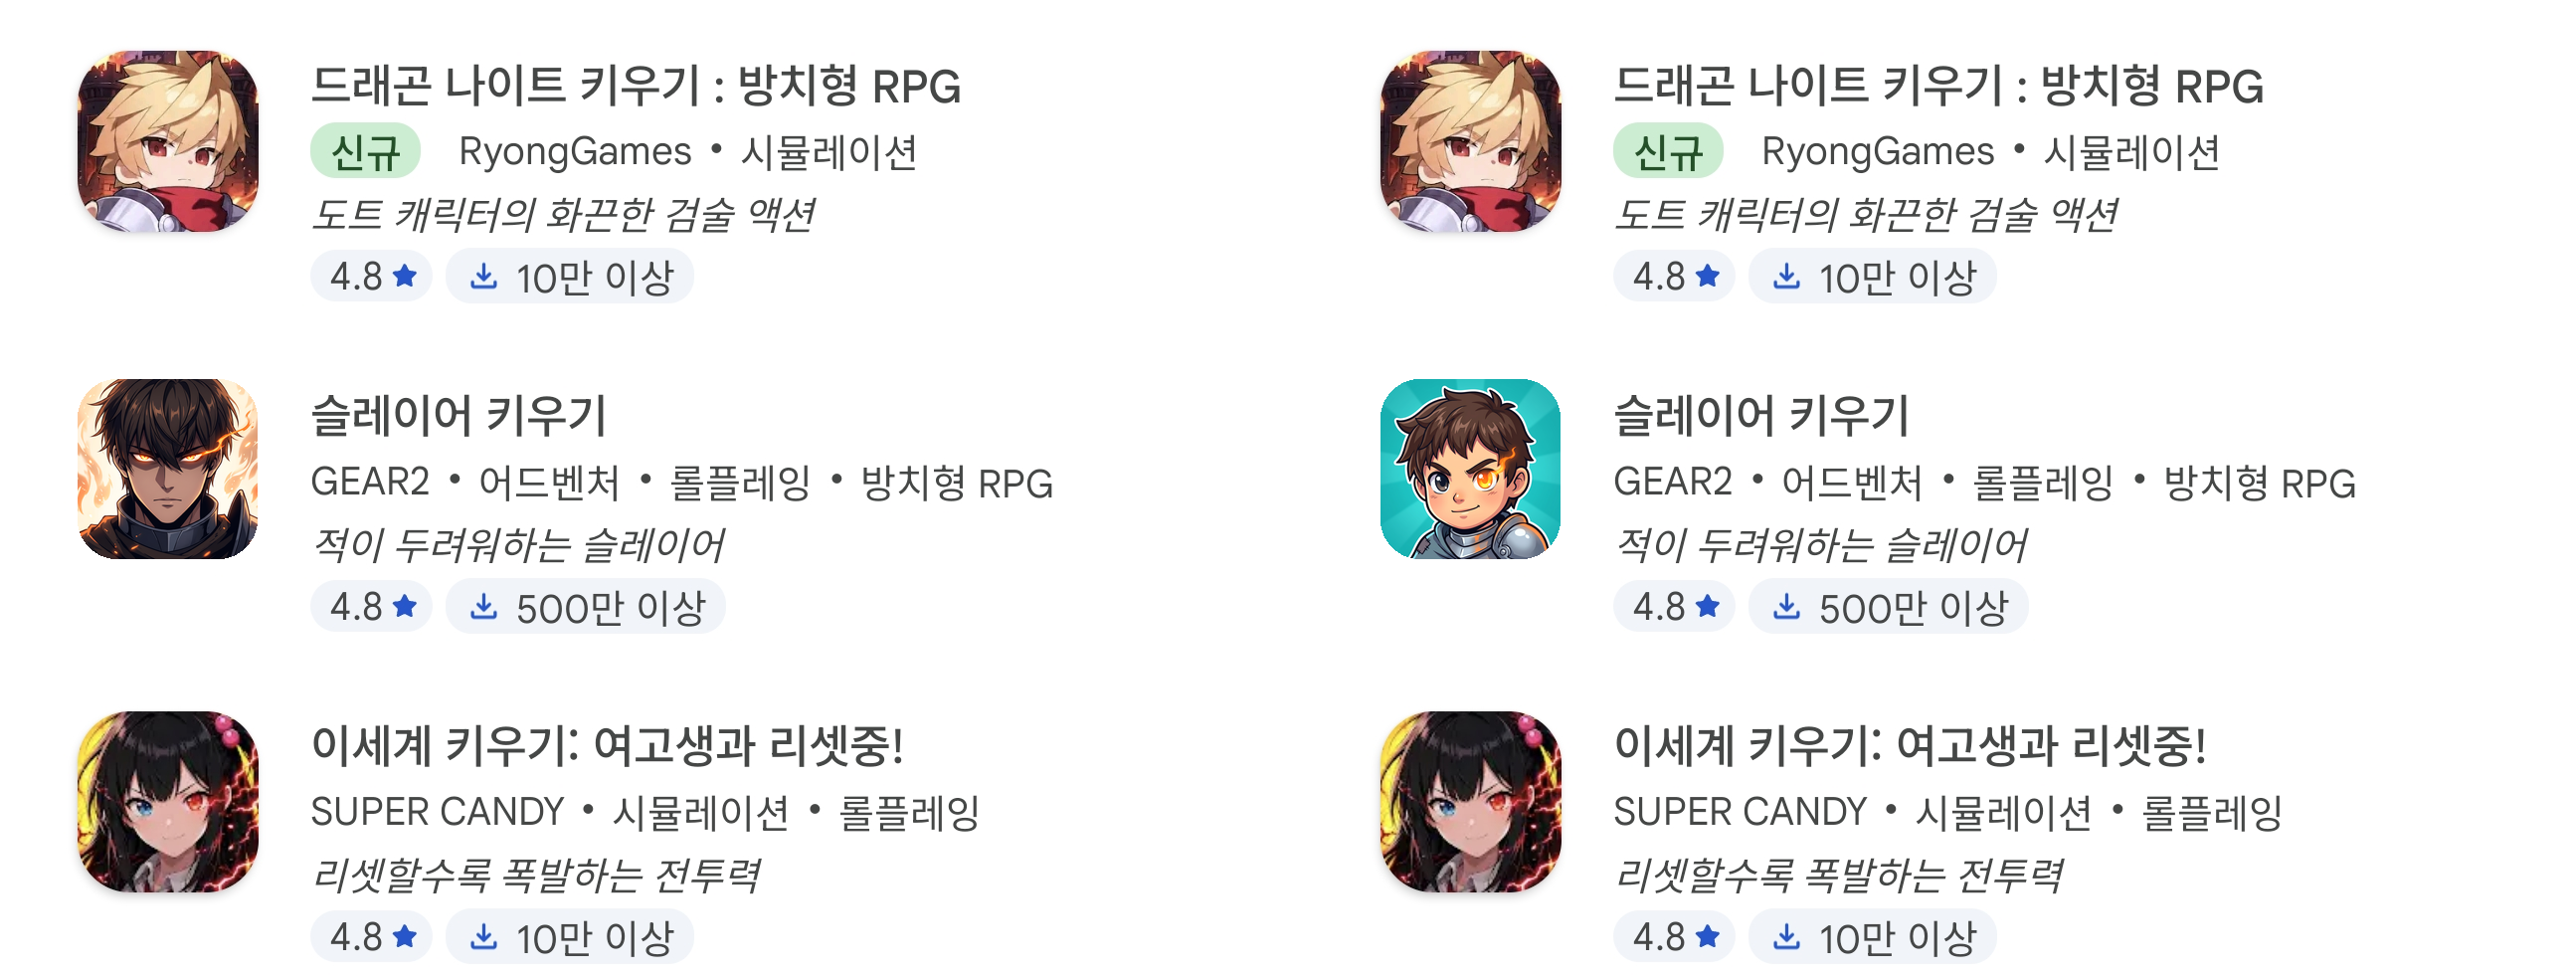 드래곤 나이트 키우기 : 방치형 RPG
신규 RyongGames • 시뮬레이션
도트 캐릭터의 화끈한 검술 액션
4.8 ★ 10만 이상
슬레이어 키우기
GEAR2 • 어드벤처 • 롤플레잉 • 방치형 RPG
적이 두려워하는 슬레이어
4.8 ★ 500만 이상
이세계 키우기: 여고생과 리셋중!
SUPER CANDY • 시뮬레이션 • 롤플레잉
리셋할수록 폭발하는 전투력
4.8 ★ 10만 이상
드래곤 나이트 키우기 : 방치형 RPG
신규 RyongGames • 시뮬레이션
도트 캐릭터의 화끈한 검술 액션
4.8 ★ 10만 이상
슬레이어 키우기
GEAR2 • 어드벤처 • 롤플레잉 • 방치형 RPG
적이 두려워하는 슬레이어
4.8 ★ 500만 이상
이세계 키우기: 여고생과 리셋중!
SUPER CANDY • 시뮬레이션 • 롤플레잉
리셋할수록 폭발하는 전투력
4.8 ★ 10만 이상